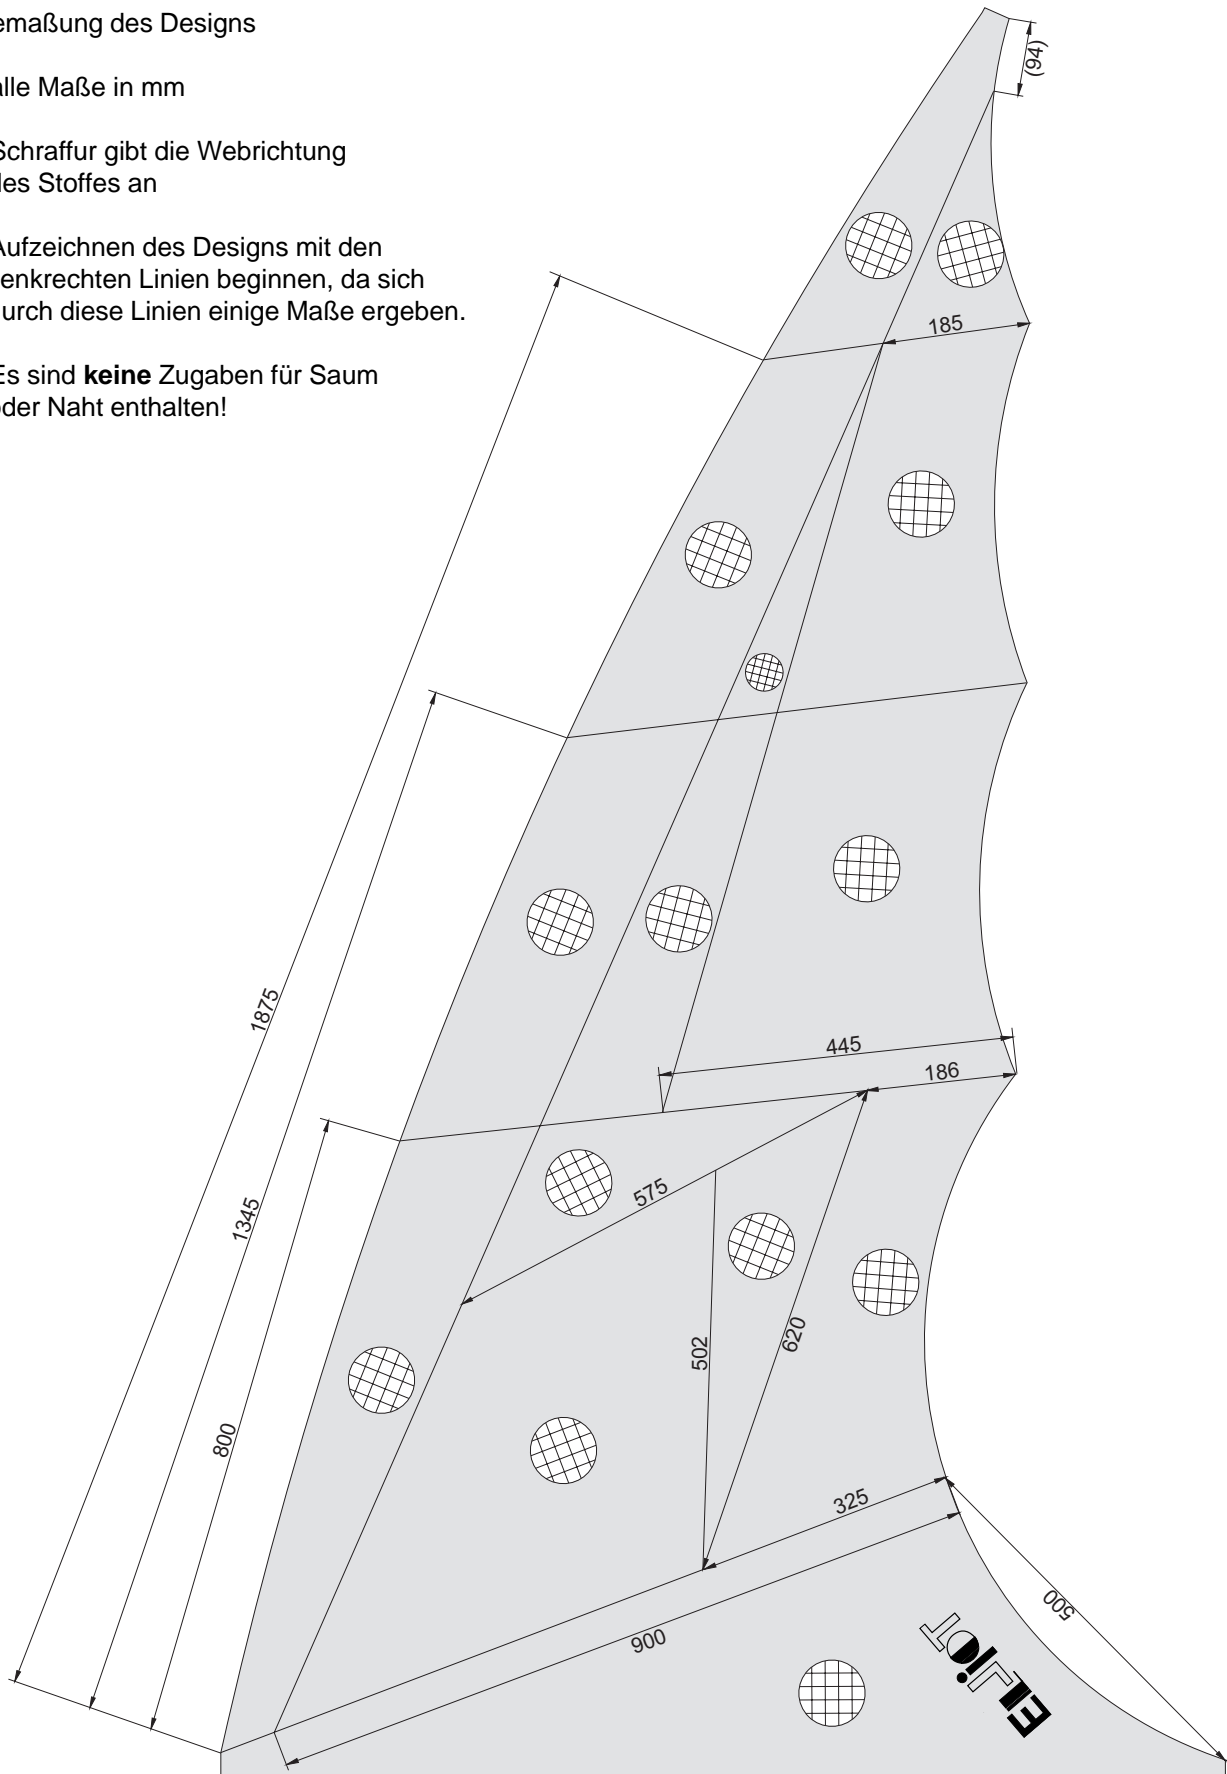 emaßung des Designs
alle Maße in mm
Schraffur gibt die Webrichtung
des Stoffes an
Aufzeichnen des Designs mit den
enkrechten Linien beginnen, da sich
urch diese Linien einige Maße ergeben.
Es sind keine Zugaben für Saum
oder Naht enthalten!
(94)
185
1875
445
186
575
1345
502
620
800
325
500
900
ELLIOT